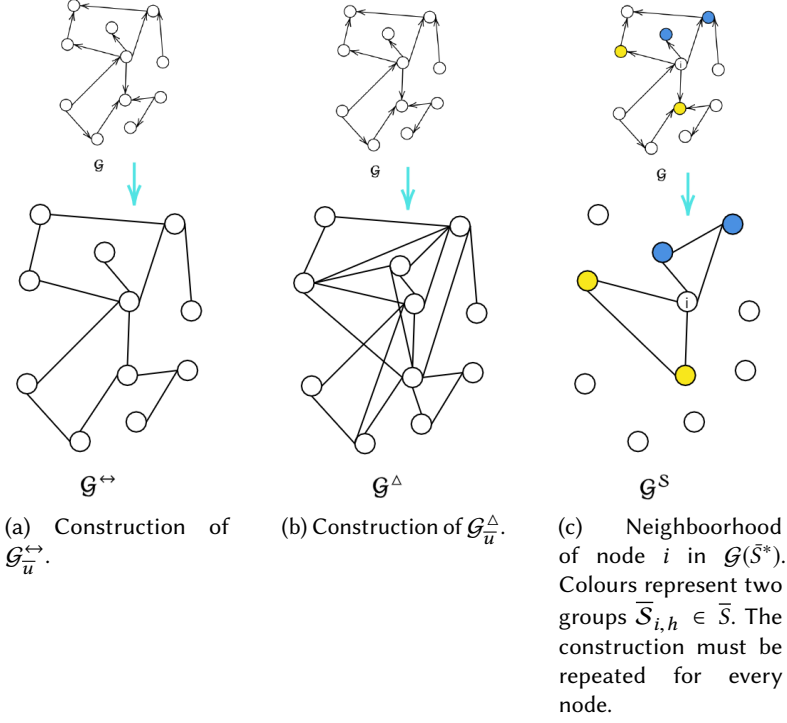 𝒢 𝒢 𝒢
i
i
𝒢↔ 𝒢△ 𝒢𝒮
(a) Construction of
𝒢↔u̅.
(b) Construction of 𝒢△u̅.
(c) Neighboorhood
of node i in 𝒢(S̄*).
Colours represent two
groups 𝒮̅i,h ∈ S̅. The
construction must be
repeated for every
node.